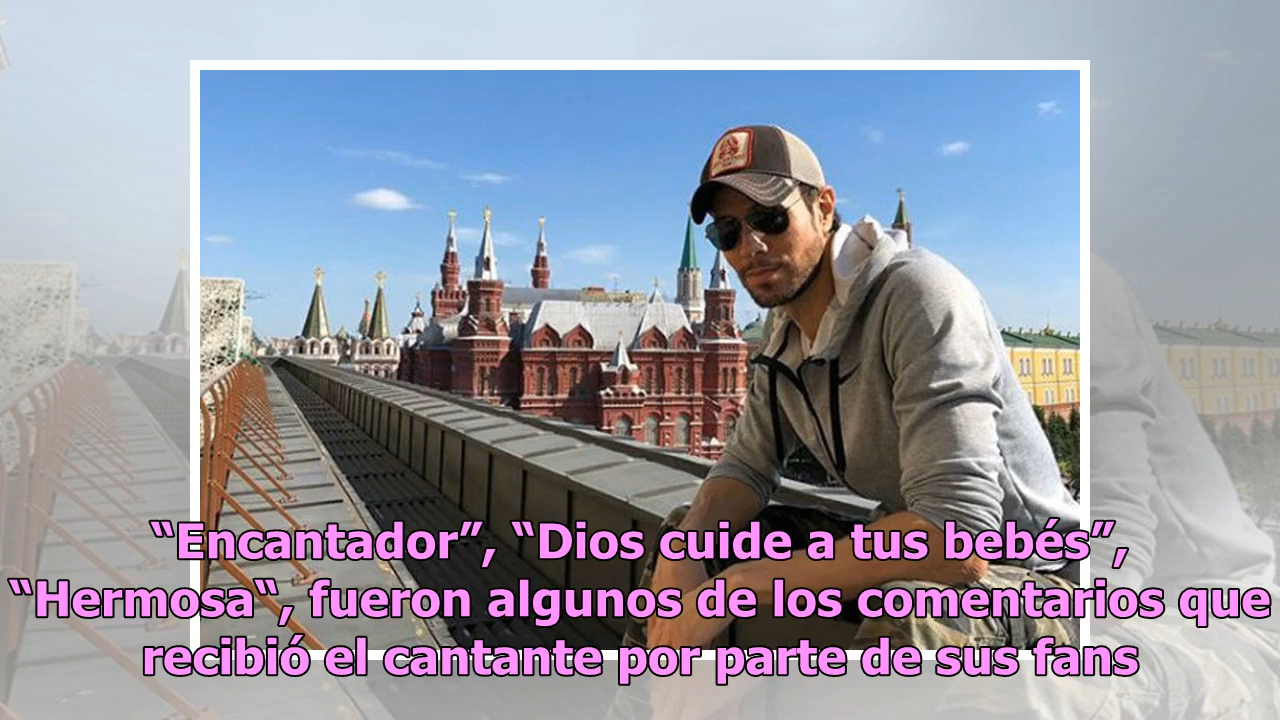 “Encantador”, “Dios cuide a tus bebés”,
“Hermosa“, fueron algunos de los comentarios que
recibió el cantante por parte de sus fans